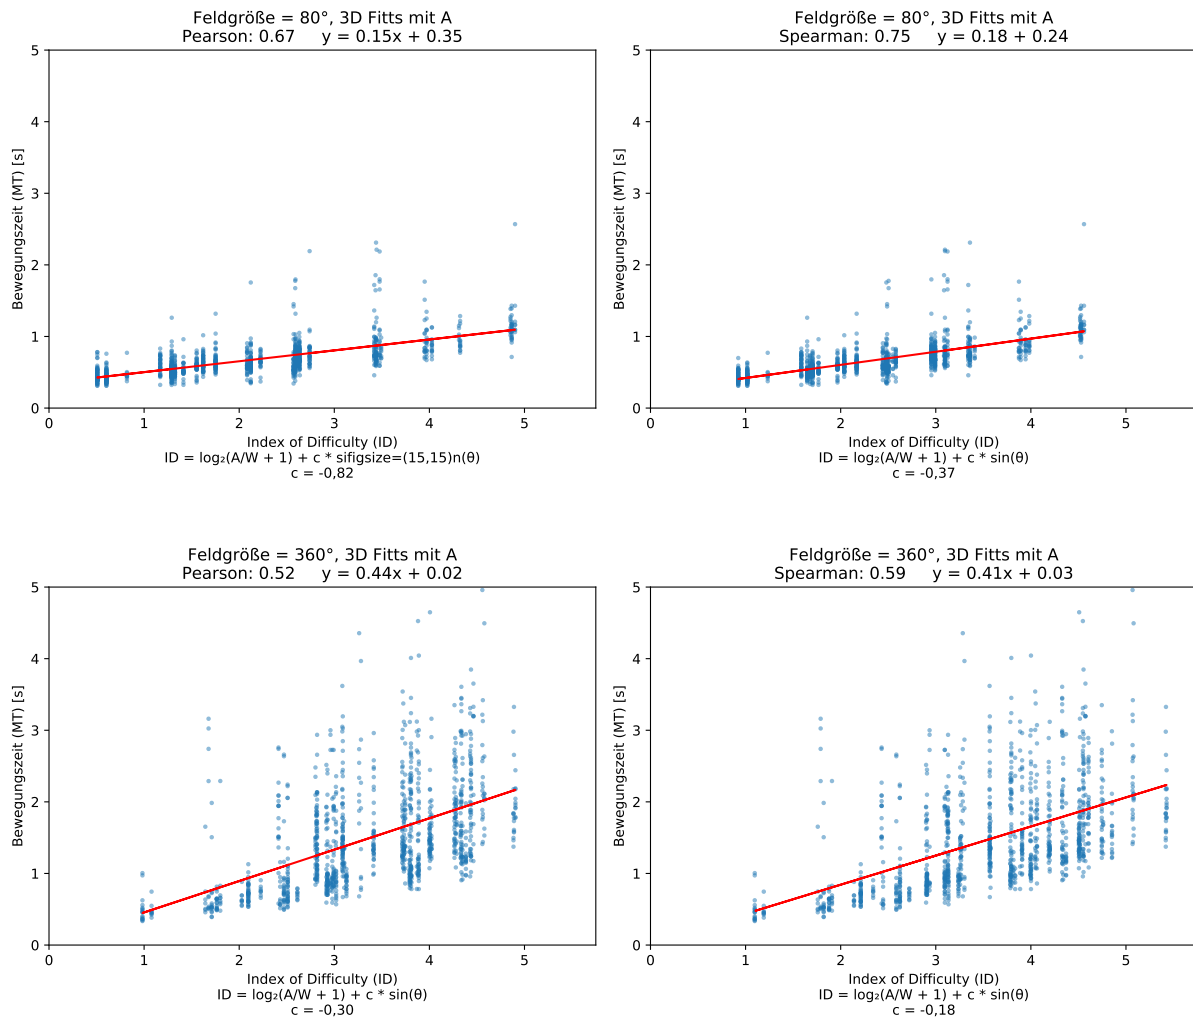 Feldgröße = 80°, 3D Fitts mit A
Pearson: 0.67 y = 0.15x + 0.35
5
4
3
2
1
0
Bewegungszeit (MT) [s]
0 1 2 3 4 5
Index of Difficulty (ID)
ID = log₂(A/W + 1) + c * sifigsize=(15,15)n(θ)
c = -0,82
Feldgröße = 80°, 3D Fitts mit A
Spearman: 0.75 y = 0.18 + 0.24
5
4
3
2
1
0
Bewegungszeit (MT) [s]
0 1 2 3 4 5
Index of Difficulty (ID)
ID = log₂(A/W + 1) + c * sin(θ)
c = -0,37
Feldgröße = 360°, 3D Fitts mit A
Pearson: 0.52 y = 0.44x + 0.02
5
4
3
2
1
0
Bewegungszeit (MT) [s]
0 1 2 3 4 5
Index of Difficulty (ID)
ID = log₂(A/W + 1) + c * sin(θ)
c = -0,30
Feldgröße = 360°, 3D Fitts mit A
Spearman: 0.59 y = 0.41x + 0.03
5
4
3
2
1
0
Bewegungszeit (MT) [s]
0 1 2 3 4 5
Index of Difficulty (ID)
ID = log₂(A/W + 1) + c * sin(θ)
c = -0,18